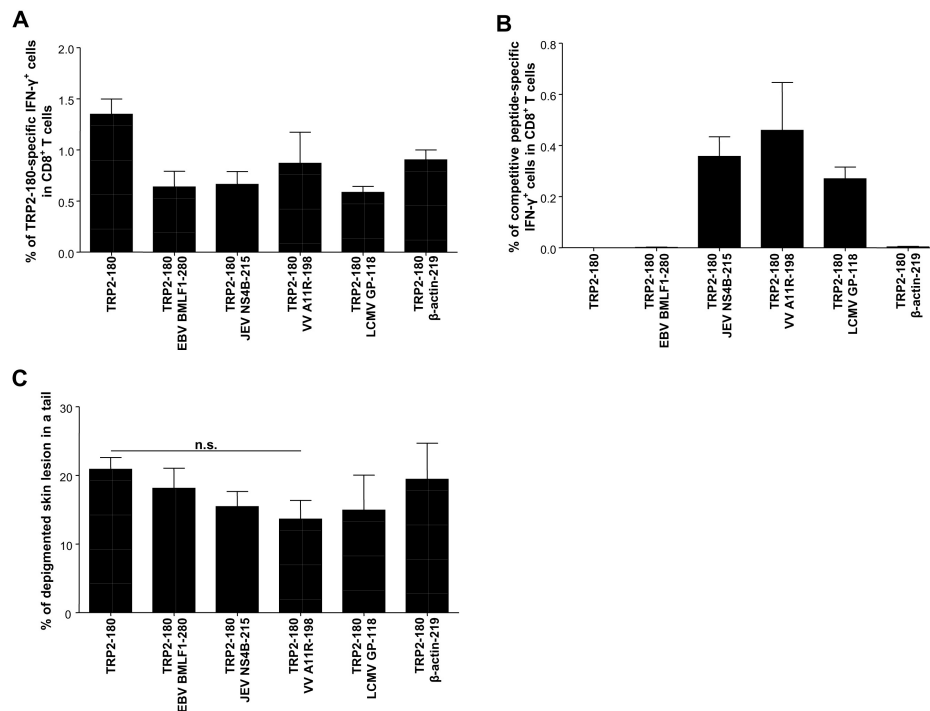 A
% of TRP2-180-specific IFN-γ⁺ cells
in CD8⁺ T cells
2.0
1.5
1.0
0.5
0.0
TRP2-180
TRP2-180
EBV BMLF1-280
TRP2-180
JEV NS4B-215
TRP2-180
VV A11R-198
TRP2-180
LCMV GP-118
TRP2-180
β-actin-219
B
% of competitive peptide-specific
IFN-γ⁺ cells in CD8⁺ T cells
0.8
0.6
0.4
0.2
0.0
TRP2-180
TRP2-180
EBV BMLF1-280
TRP2-180
JEV NS4B-215
TRP2-180
VV A11R-198
TRP2-180
LCMV GP-118
TRP2-180
β-actin-219
C
% of depigmented skin lesion in a tail
30
20
10
0
n.s.
TRP2-180
TRP2-180
EBV BMLF1-280
TRP2-180
JEV NS4B-215
TRP2-180
VV A11R-198
TRP2-180
LCMV GP-118
TRP2-180
β-actin-219